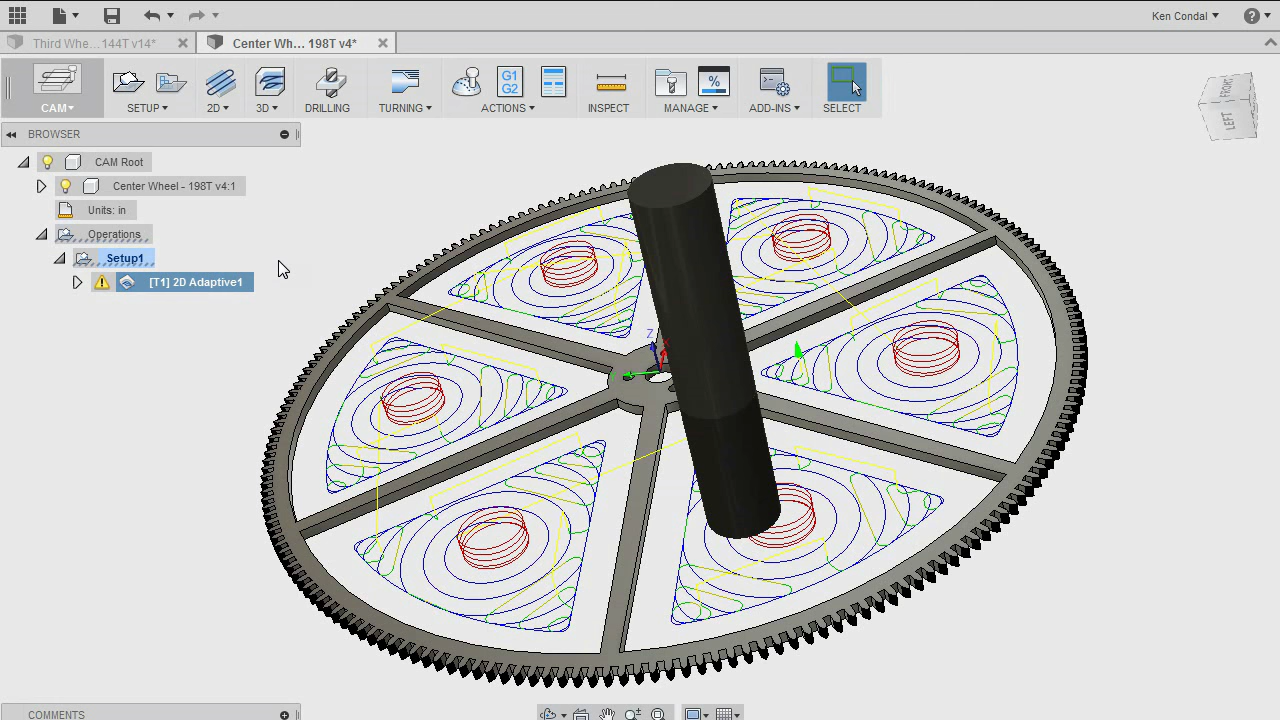 Ken Condal
Third Whe... 144T v14*
Center Wh... 198T v4*
CAM
SETUP
2D
3D
DRILLING
TURNING
G1
G2
ACTIONS
INSPECT
%
MANAGE
ADD-INS
SELECT
FRONT
LEFT
BROWSER
CAM Root
Center Wheel - 198T v4:1
Units: in
Operations
Setup1
[T1] 2D Adaptive1
Z
X
COMMENTS